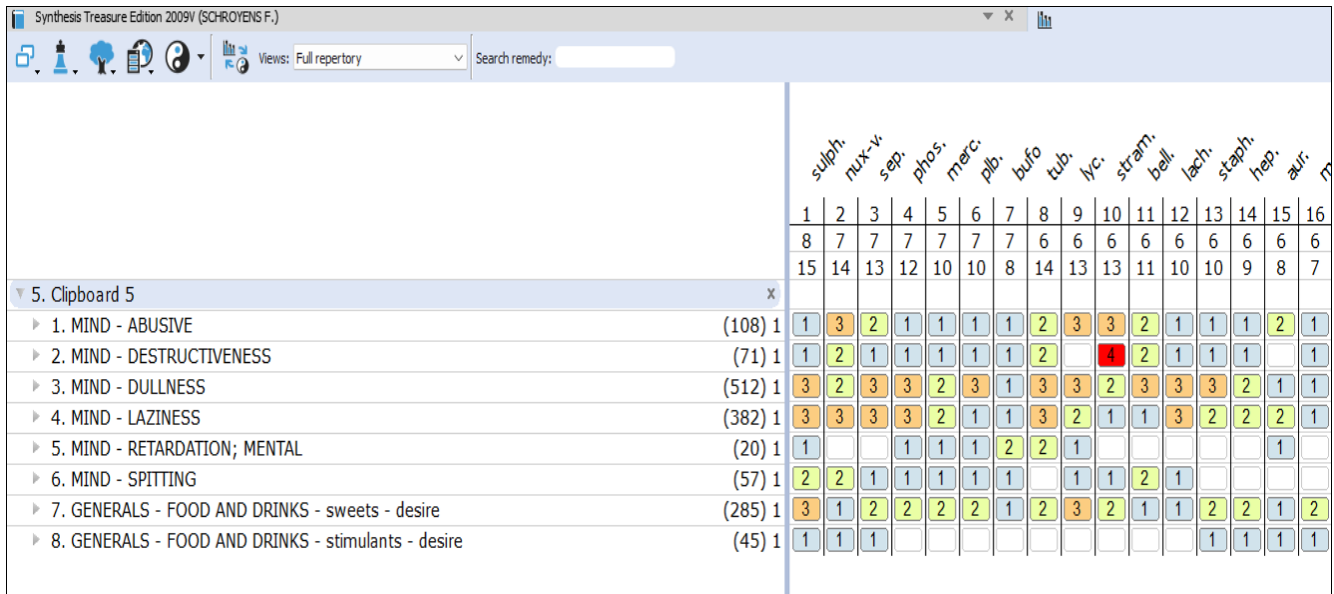 Synthesis Treasure Edition 2009V (SCHROYENS F.)
Views: Full repertory Search remedy:
sulph. nux-v. sep. phos. merc. plb. bufo tub. lyc. stram. bell. lach. staph. hep. aur. m
1 2 3 4 5 6 7 8 9 10 11 12 13 14 15 16
8 7 7 7 7 7 7 6 6 6 6 6 6 6 6 6
15 14 13 12 10 10 8 14 13 13 11 10 10 9 8 7
5. Clipboard 5 x
1. MIND - ABUSIVE (108) 1 1 3 2 1 1 1 1 2 3 3 2 1 1 1 2 1
2. MIND - DESTRUCTIVENESS (71) 1 1 2 1 1 1 1 1 2 4 2 1 1 1 1
3. MIND - DULLNESS (512) 1 3 2 3 3 2 3 1 3 3 2 3 3 3 2 1 1
4. MIND - LAZINESS (382) 1 3 3 3 3 2 1 1 3 2 1 1 3 2 2 2 1
5. MIND - RETARDATION; MENTAL (20) 1 1 1 1 1 2 2 1 1
6. MIND - SPITTING (57) 1 2 2 1 1 1 1 1 1 1 2 1
7. GENERALS - FOOD AND DRINKS - sweets - desire (285) 1 3 1 2 2 2 2 1 2 3 2 1 1 2 2 1 2
8. GENERALS - FOOD AND DRINKS - stimulants - desire (45) 1 1 1 1 1 1 1 1